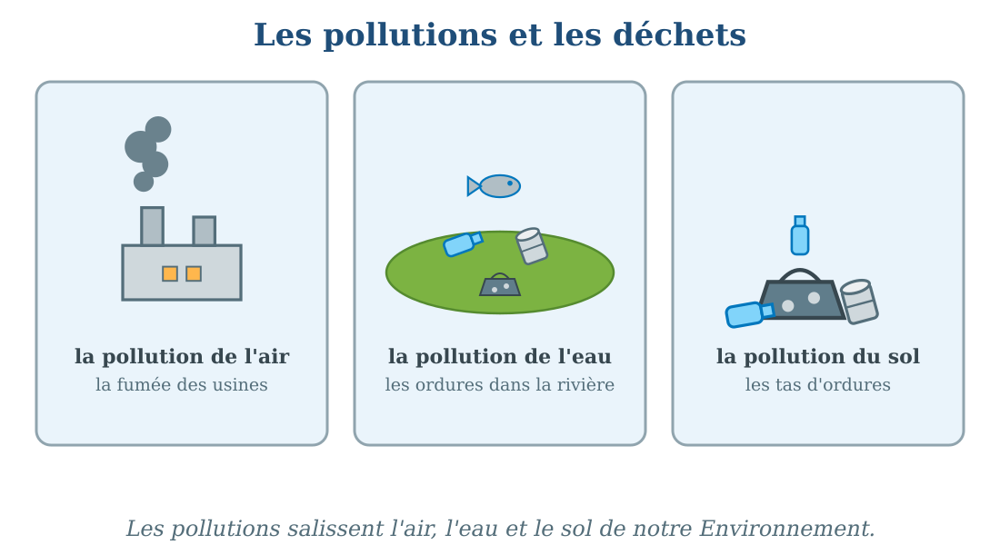 Les pollutions et les déchets
la pollution de l'air
la fumée des usines
la pollution de l'eau
les ordures dans la rivière
la pollution du sol
les tas d'ordures
Les pollutions salissent l'air, l'eau et le sol de notre Environnement.